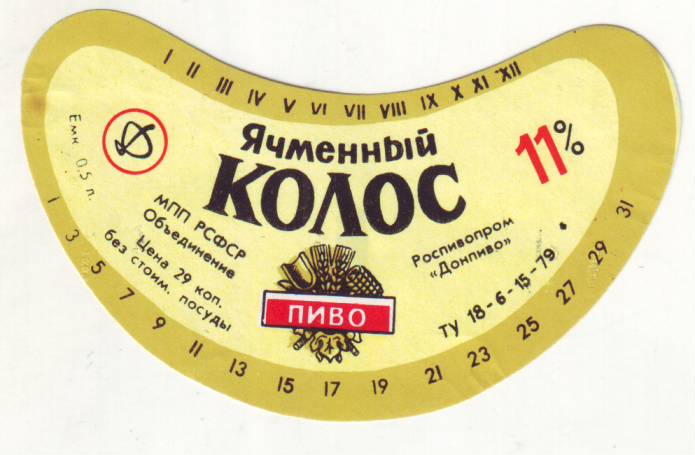 I II III IV V VI VII VIII IX X XI XII
Ячменный
КОЛОС
11%
Емк. 0,5 л.
МПП РСФСР
Объединение
Цена 29 коп.
без стоим. посуды
Роспивопром
«Донпиво»
ТУ 18-6-15-79
ПИВО
1 3 5 7 9 11 13 15 17 19 21 23 25 27 29 31